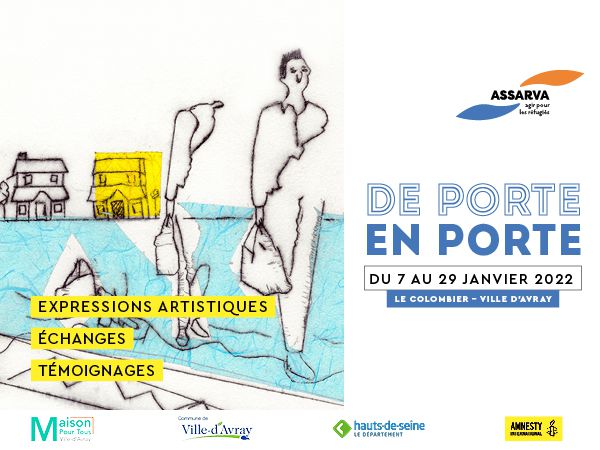 ASSARVA
agir pour
les réfugiés
DE PORTE
EN PORTE
DU 7 AU 29 JANVIER 2022
LE COLOMBIER – VILLE D'AVRAY
EXPRESSIONS ARTISTIQUES
ÉCHANGES
TÉMOIGNAGES
Maison
Pour Tous
Ville d'Avray
Commune de
Ville-d'Avray
hauts-de-seine
LE DÉPARTEMENT
AMNESTY
INTERNATIONAL